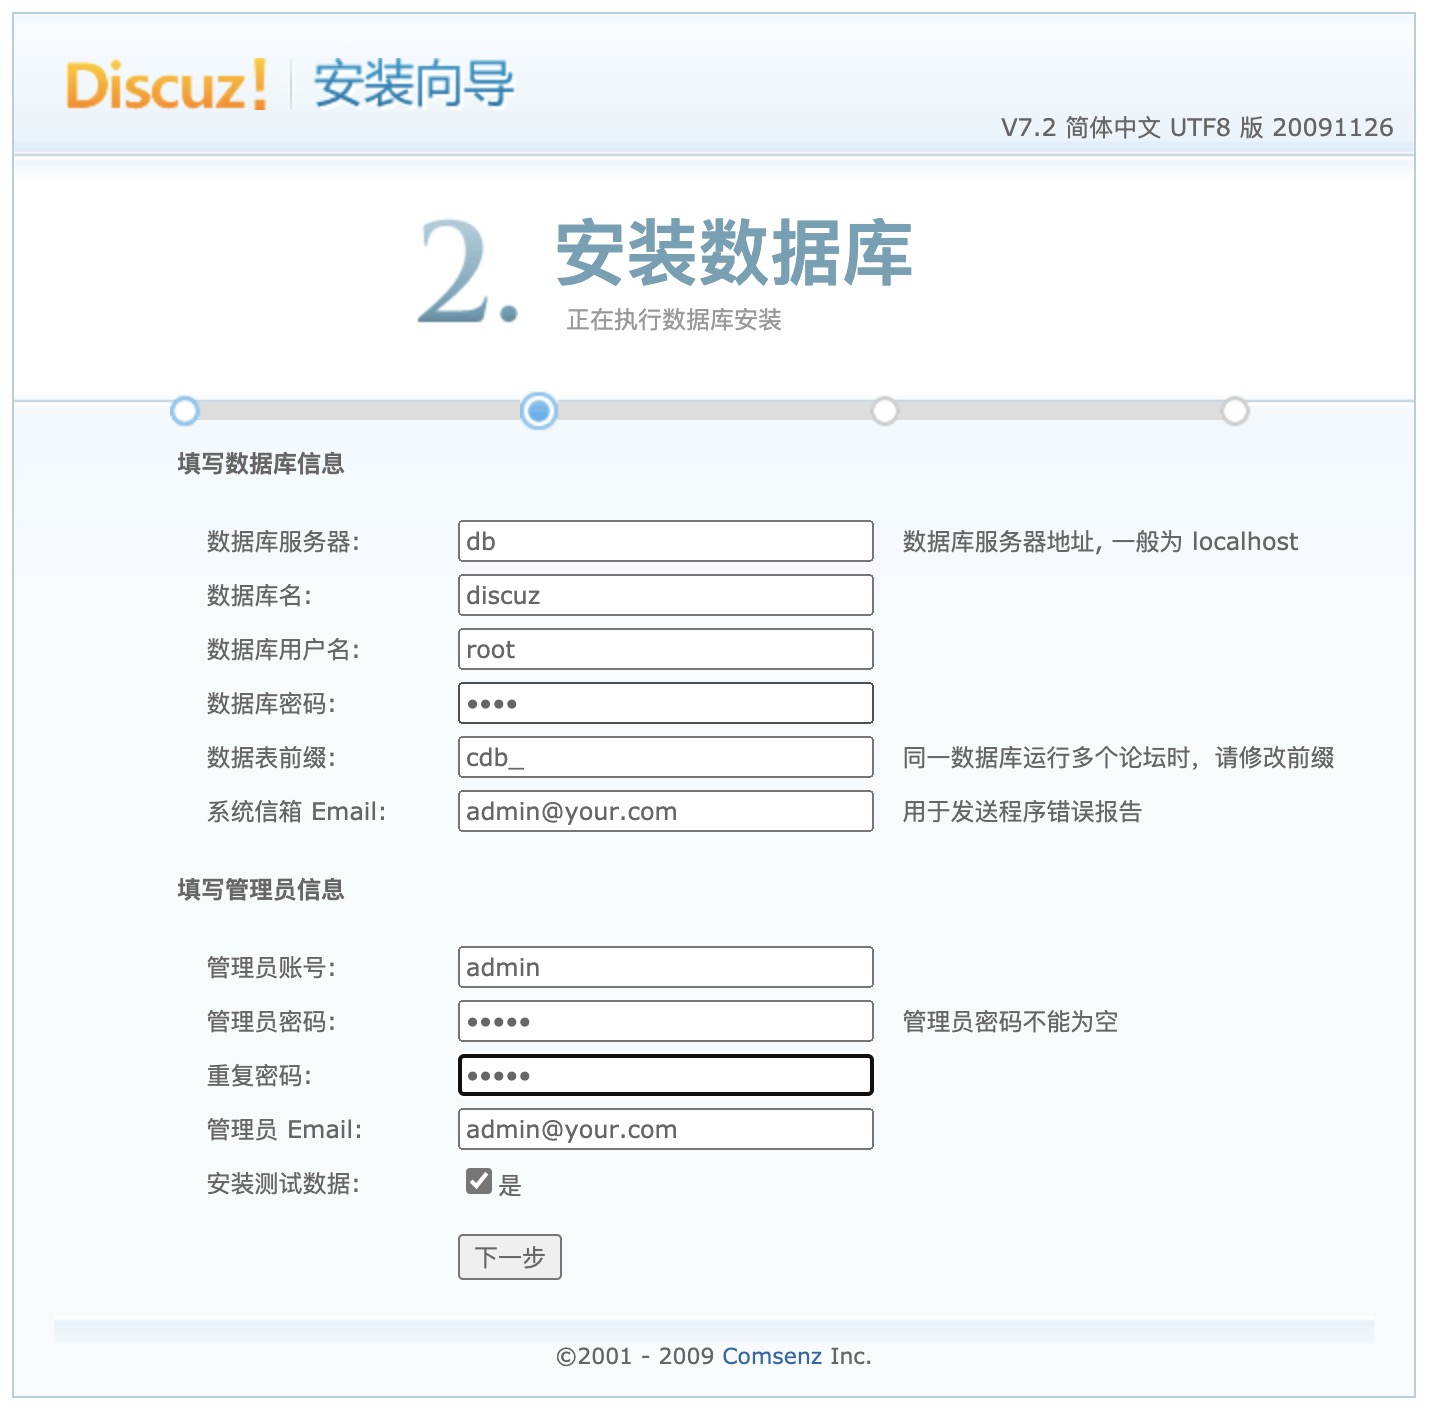 Discuz! 安装向导
V7.2 简体中文 UTF8 版 20091126
2. 安装数据库
正在执行数据库安装
填写数据库信息
数据库服务器: db 数据库服务器地址, 一般为 localhost
数据库名: discuz
数据库用户名: root
数据库密码: ••••
数据表前缀: cdb_ 同一数据库运行多个论坛时，请修改前缀
系统信箱 Email: admin@your.com 用于发送程序错误报告
填写管理员信息
管理员账号: admin
管理员密码: ••••• 管理员密码不能为空
重复密码: •••••
管理员 Email: admin@your.com
安装测试数据: 是
下一步
©2001 - 2009 Comsenz Inc.